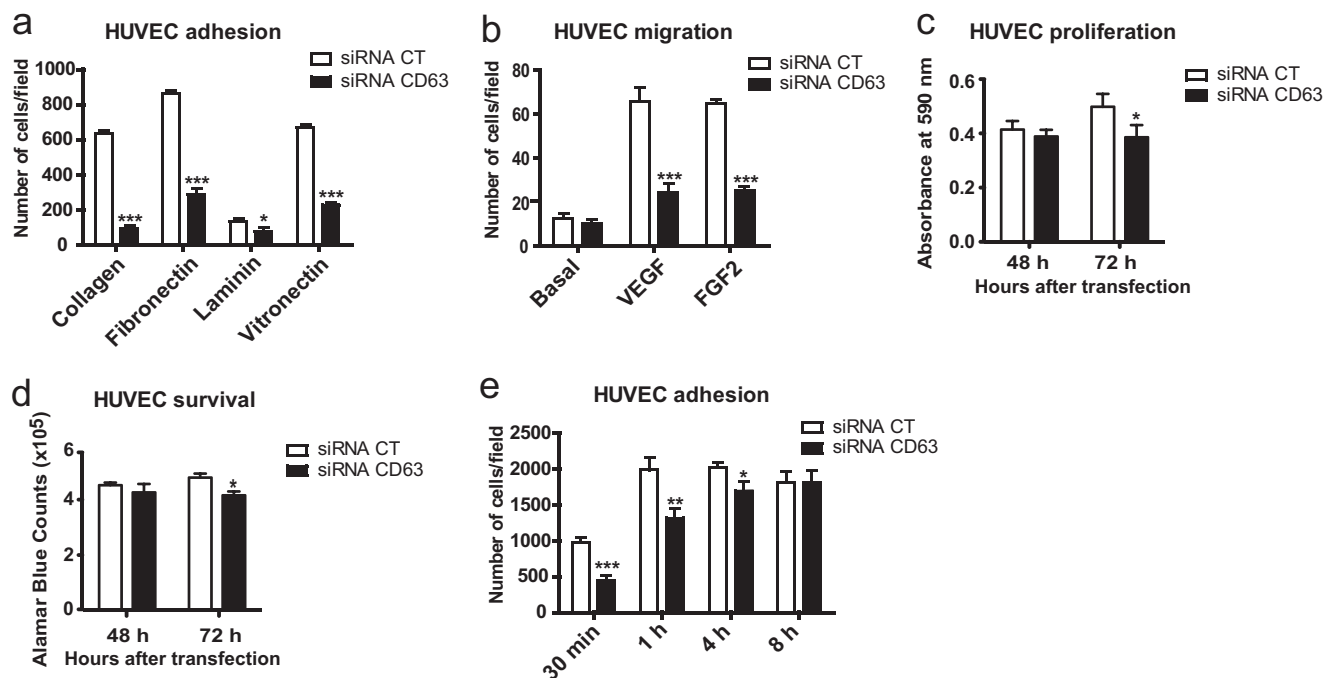 a
HUVEC adhesion
siRNA CT
siRNA CD63
Number of cells/field
1000
800
600
400
200
0
***
***
*
***
Collagen
Fibronectin
Laminin
Vitronectin
b
HUVEC migration
siRNA CT
siRNA CD63
Number of cells/field
80
60
40
20
0
***
***
Basal
VEGF
FGF2
c
HUVEC proliferation
siRNA CT
siRNA CD63
Absorbance at 590 nm
0.6
0.4
0.2
0.0
*
48 h 72 h
Hours after transfection
d
HUVEC survival
siRNA CT
siRNA CD63
Alamar Blue Counts (x10⁵)
6
4
2
0
*
48 h 72 h
Hours after transfection
e
HUVEC adhesion
siRNA CT
siRNA CD63
Number of cells/field
2500
2000
1500
1000
500
0
***
**
*
30 min
1 h
4 h
8 h